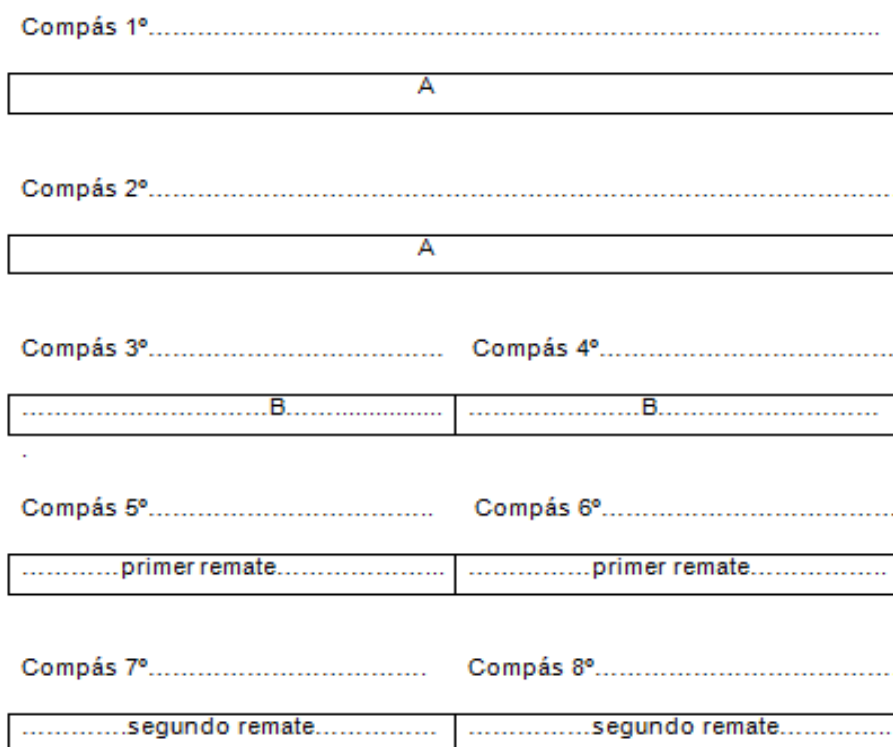 Compás 1º……………………………………………………………………………..
A
Compás 2º………………………………………………………………………………
A
Compás 3º……………………………… Compás 4º………………………………
…………………………B……................. …………………B………………………
.
Compás 5º…………………………….. Compás 6º………………………………
…………primer remate………………….. ……………primer remate……………..
Compás 7º……………………………. Compás 8º………………………………
………….segundo remate…………… ……………segundo remate……………